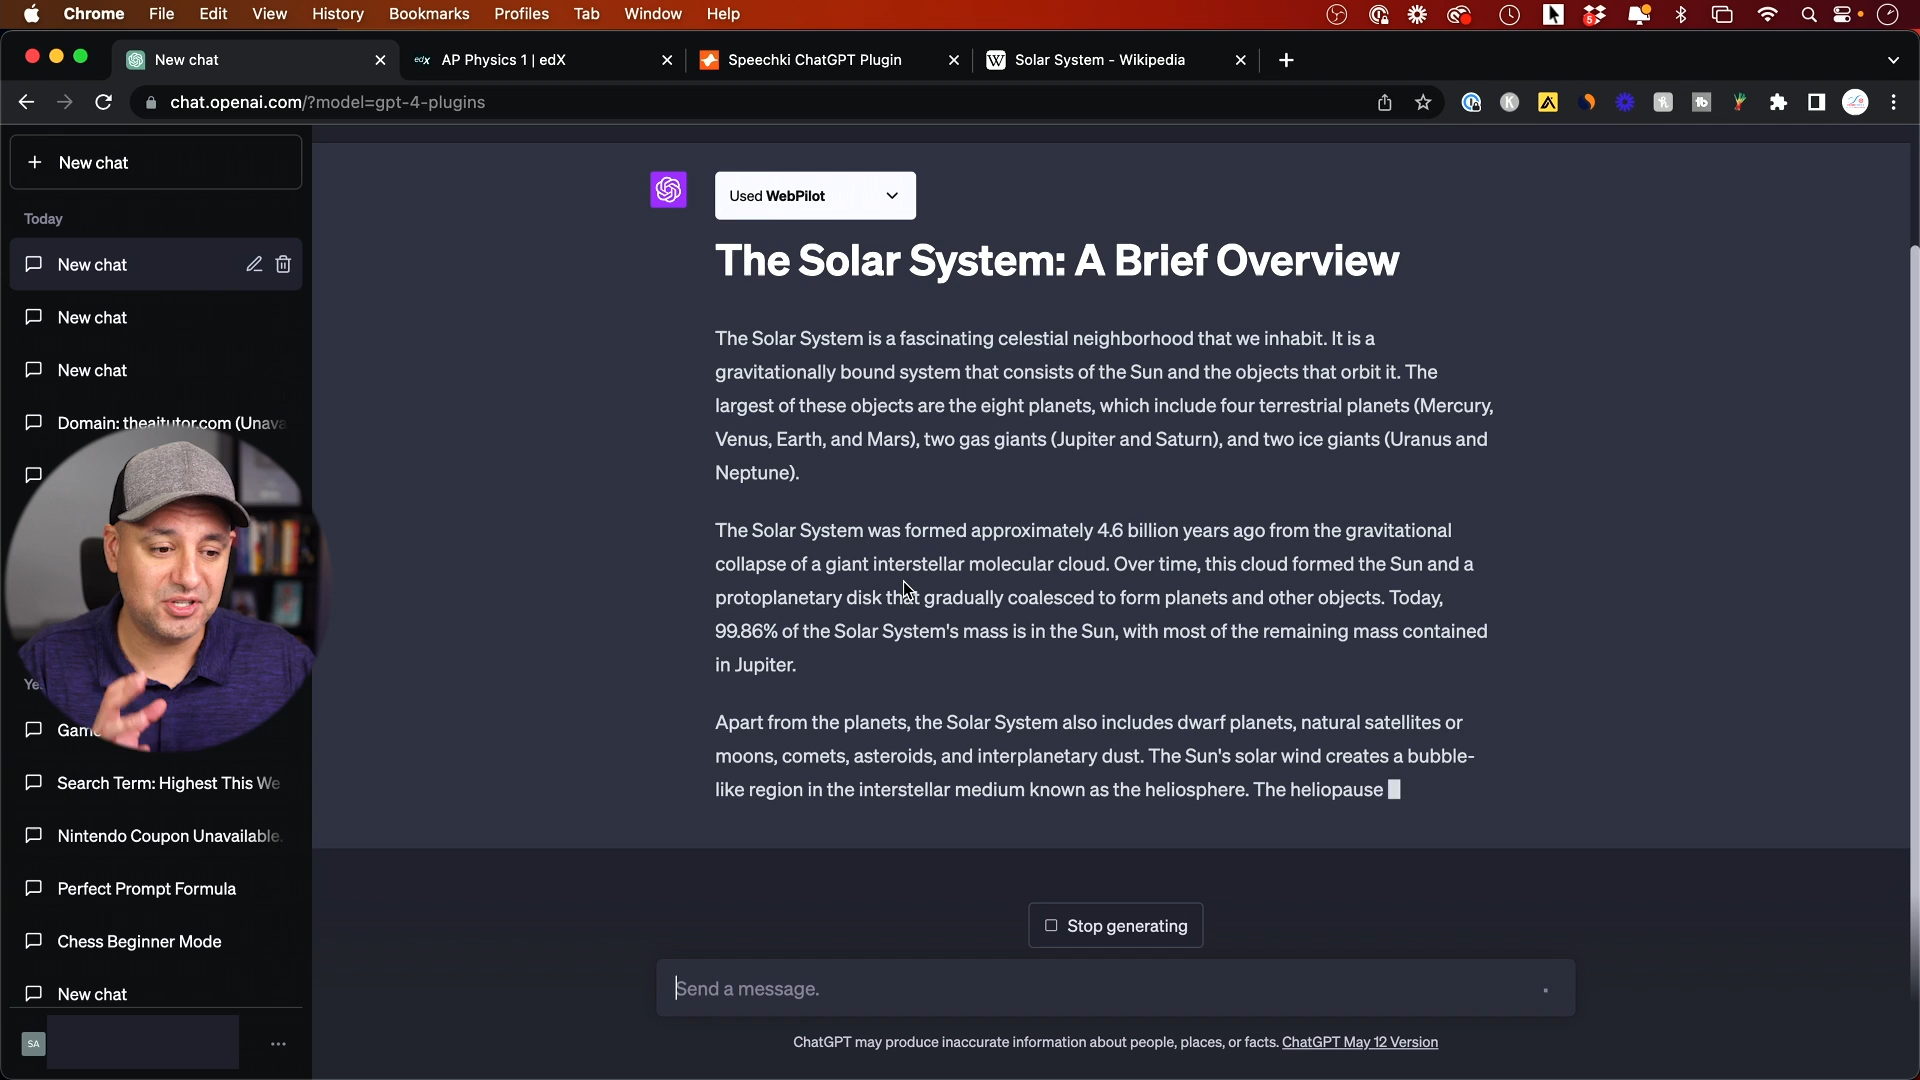 Chrome File Edit View History Bookmarks Profiles Tab Window Help
New chat
edX AP Physics 1 | edX
Speechki ChatGPT Plugin
W Solar System - Wikipedia
chat.openai.com/?model=gpt-4-plugins
+ New chat
Today
New chat
New chat
New chat
Domain: theaitutor.com (Unava
Ye
Game
Search Term: Highest This We
Nintendo Coupon Unavailable.
Perfect Prompt Formula
Chess Beginner Mode
New chat
SA
Used WebPilot
The Solar System: A Brief Overview
The Solar System is a fascinating celestial neighborhood that we inhabit. It is a
gravitationally bound system that consists of the Sun and the objects that orbit it. The
largest of these objects are the eight planets, which include four terrestrial planets (Mercury,
Venus, Earth, and Mars), two gas giants (Jupiter and Saturn), and two ice giants (Uranus and
Neptune).
The Solar System was formed approximately 4.6 billion years ago from the gravitational
collapse of a giant interstellar molecular cloud. Over time, this cloud formed the Sun and a
protoplanetary disk that gradually coalesced to form planets and other objects. Today,
99.86% of the Solar System's mass is in the Sun, with most of the remaining mass contained
in Jupiter.
Apart from the planets, the Solar System also includes dwarf planets, natural satellites or
moons, comets, asteroids, and interplanetary dust. The Sun's solar wind creates a bubble-
like region in the interstellar medium known as the heliosphere. The heliopause
Stop generating
Send a message.
ChatGPT may produce inaccurate information about people, places, or facts. ChatGPT May 12 Version